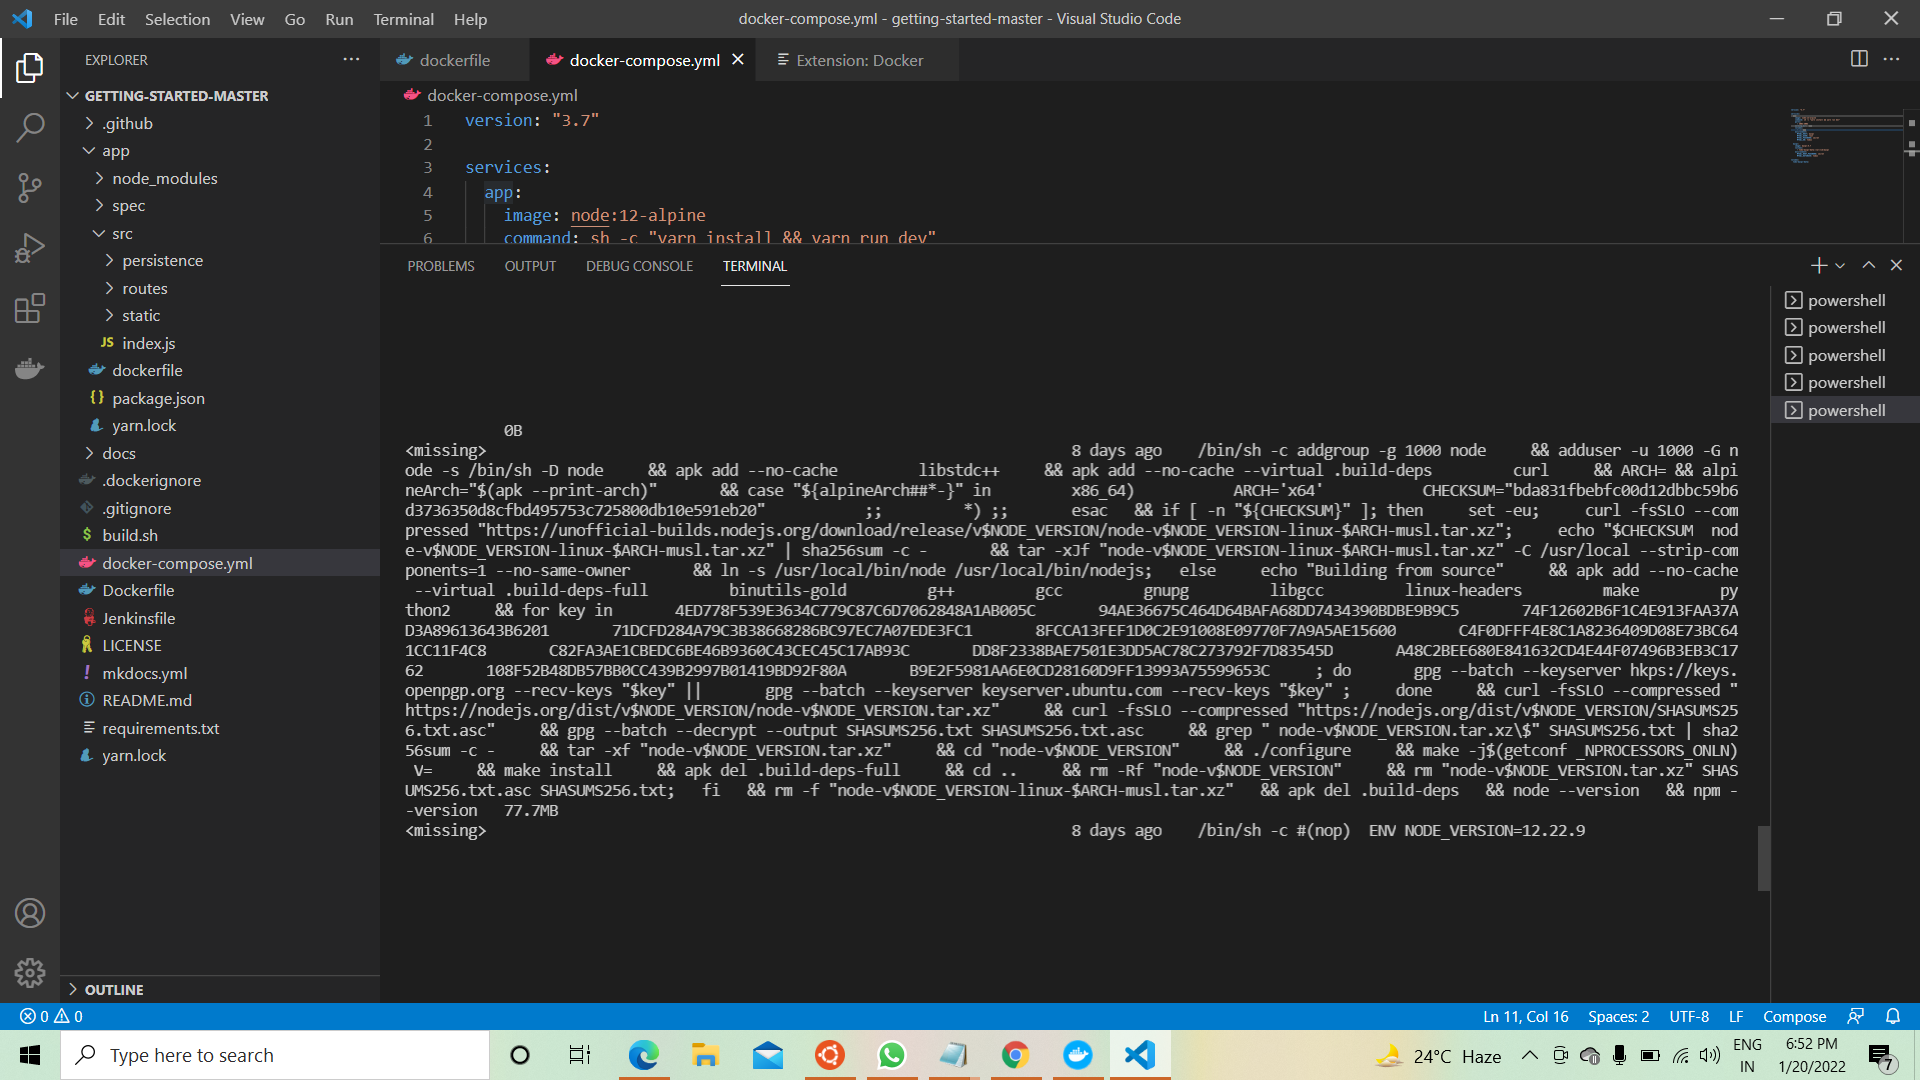 File Edit Selection View Go Run Terminal Help
docker-compose.yml - getting-started-master - Visual Studio Code
EXPLORER
GETTING-STARTED-MASTER
.github
app
node_modules
spec
src
persistence
routes
static
JS index.js
dockerfile
{} package.json
yarn.lock
docs
.dockerignore
.gitignore
$ build.sh
docker-compose.yml
Dockerfile
Jenkinsfile
LICENSE
! mkdocs.yml
README.md
requirements.txt
yarn.lock
OUTLINE
dockerfile
docker-compose.yml
Extension: Docker
docker-compose.yml
1 version: "3.7"
2
3 services:
4 app:
5 image: node:12-alpine
6 command: sh -c "yarn install && yarn run dev"
PROBLEMS OUTPUT DEBUG CONSOLE TERMINAL
powershell
powershell
powershell
powershell
powershell
0B
<missing> 8 days ago /bin/sh -c addgroup -g 1000 node && adduser -u 1000 -G n
ode -s /bin/sh -D node && apk add --no-cache libstdc++ && apk add --no-cache --virtual .build-deps curl && ARCH= && alpi
neArch="$(apk --print-arch)" && case "${alpineArch##*-}" in x86_64) ARCH='x64' CHECKSUM="bda831fbebfc00d12dbbc59b6
d3736350d8cfbd495753c725800db10e591eb20" ;; *) ;; esac && if [ -n "${CHECKSUM}" ]; then set -eu; curl -fsSLO --com
pressed "https://unofficial-builds.nodejs.org/download/release/v$NODE_VERSION/node-v$NODE_VERSION-linux-$ARCH-musl.tar.xz"; echo "$CHECKSUM nod
e-v$NODE_VERSION-linux-$ARCH-musl.tar.xz" | sha256sum -c - && tar -xJf "node-v$NODE_VERSION-linux-$ARCH-musl.tar.xz" -C /usr/local --strip-com
ponents=1 --no-same-owner && ln -s /usr/local/bin/node /usr/local/bin/nodejs; else echo "Building from source" && apk add --no-cache
--virtual .build-deps-full binutils-gold g++ gcc gnupg libgcc linux-headers make py
thon2 && for key in 4ED778F539E3634C779C87C6D7062848A1AB005C 94AE36675C464D64BAFA68DD7434390BDBE9B9C5 74F12602B6F1C4E913FAA37A
D3A89613643B6201 71DCFD284A79C3B38668286BC97EC7A07EDE3FC1 8FCCA13FEF1D0C2E91008E09770F7A9A5AE15600 C4F0DFFF4E8C1A8236409D08E73BC64
1CC11F4C8 C82FA3AE1CBEDC6BE46B9360C43CEC45C17AB93C DD8F2338BAE7501E3DD5AC78C273792F7D83545D A48C2BEE680E841632CD4E44F07496B3EB3C17
62 108F52B48DB57BB0CC439B2997B01419BD92F80A B9E2F5981AA6E0CD28160D9FF13993A75599653C ; do gpg --batch --keyserver hkps://keys.
openpgp.org --recv-keys "$key" || gpg --batch --keyserver keyserver.ubuntu.com --recv-keys "$key" ; done && curl -fsSLO --compressed "
https://nodejs.org/dist/v$NODE_VERSION/node-v$NODE_VERSION.tar.xz" && curl -fsSLO --compressed "https://nodejs.org/dist/v$NODE_VERSION/SHASUMS25
6.txt.asc" && gpg --batch --decrypt --output SHASUMS256.txt SHASUMS256.txt.asc && grep " node-v$NODE_VERSION.tar.xz\$" SHASUMS256.txt | sha2
56sum -c - && tar -xf "node-v$NODE_VERSION.tar.xz" && cd "node-v$NODE_VERSION" && ./configure && make -j$(getconf _NPROCESSORS_ONLN)
V= && make install && apk del .build-deps-full && cd .. && rm -Rf "node-v$NODE_VERSION" && rm "node-v$NODE_VERSION.tar.xz" SHAS
UMS256.txt.asc SHASUMS256.txt; fi && rm -f "node-v$NODE_VERSION-linux-$ARCH-musl.tar.xz" && apk del .build-deps && node --version && npm -
-version 77.7MB
<missing> 8 days ago /bin/sh -c #(nop) ENV NODE_VERSION=12.22.9
0 0
Ln 11, Col 16 Spaces: 2 UTF-8 LF Compose
Type here to search
24°C Haze
ENG
IN
6:52 PM
1/20/2022
7